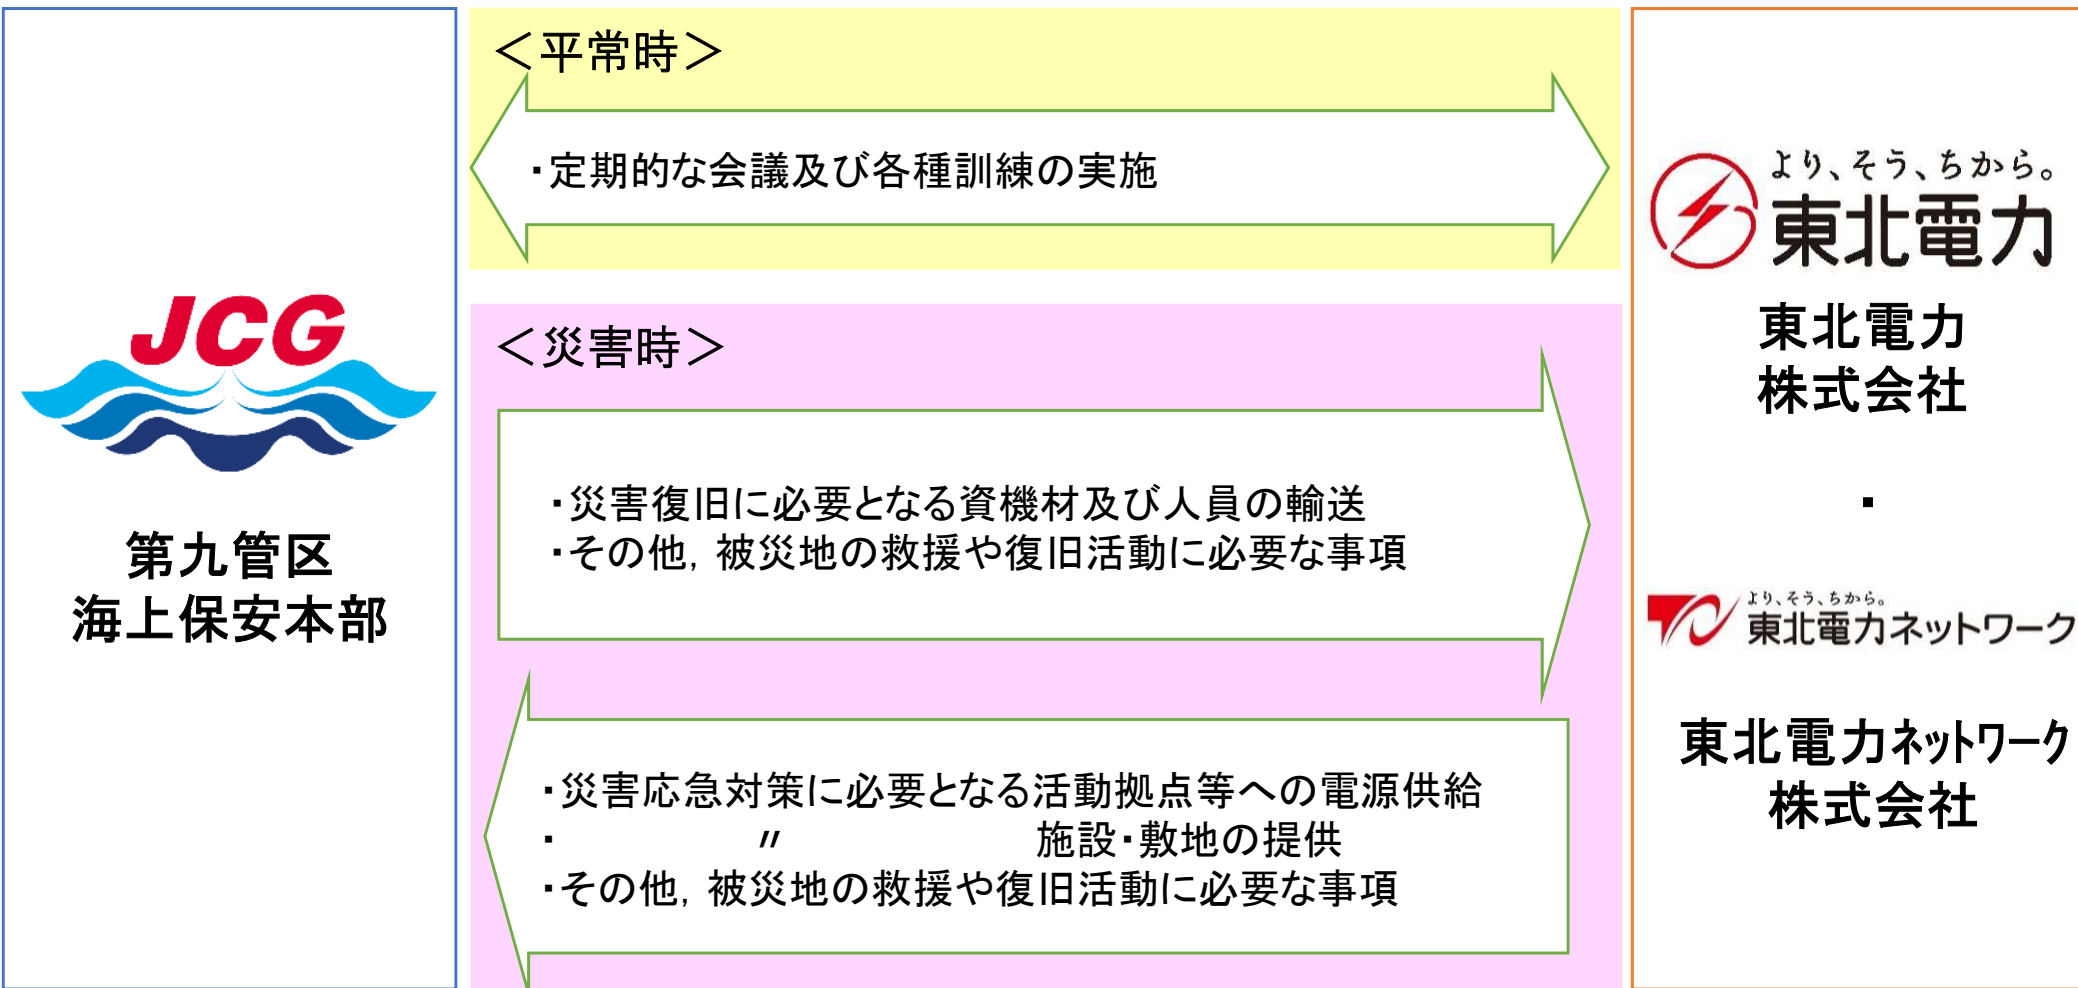 JCG
第九管区
海上保安本部
＜平常時＞
・定期的な会議及び各種訓練の実施
＜災害時＞
・災害復旧に必要となる資機材及び人員の輸送
・その他，被災地の救援や復旧活動に必要な事項
・災害応急対策に必要となる活動拠点等への電源供給
・　〃　施設・敷地の提供
・その他，被災地の救援や復旧活動に必要な事項
より、そう、ちから。
東北電力
東北電力
株式会社
・
より、そう、ちから。
東北電力ネットワーク
東北電力ネットワーク
株式会社